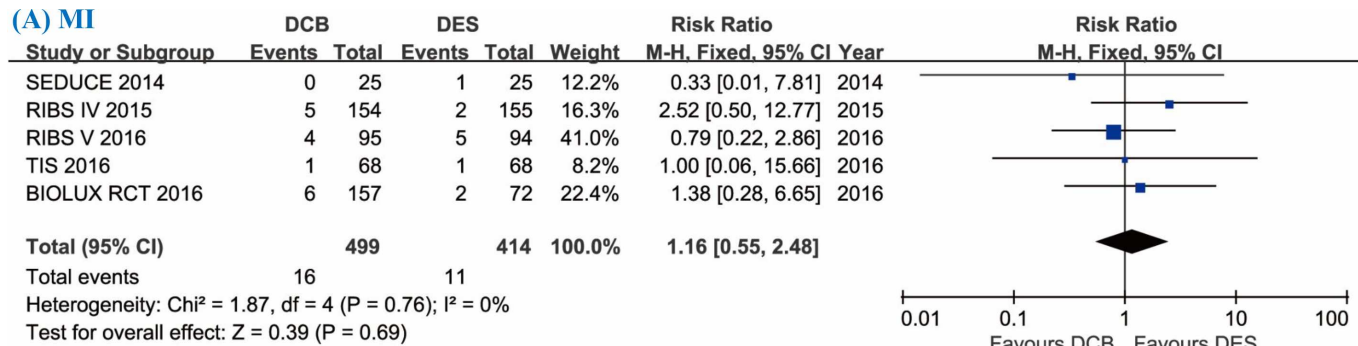 (A) MI
DCB DES Risk Ratio Risk Ratio
Study or Subgroup Events Total Events Total Weight M-H, Fixed, 95% CI Year M-H, Fixed, 95% CI
SEDUCE 2014 0 25 1 25 12.2% 0.33 [0.01, 7.81] 2014
RIBS IV 2015 5 154 2 155 16.3% 2.52 [0.50, 12.77] 2015
RIBS V 2016 4 95 5 94 41.0% 0.79 [0.22, 2.86] 2016
TIS 2016 1 68 1 68 8.2% 1.00 [0.06, 15.66] 2016
BIOLUX RCT 2016 6 157 2 72 22.4% 1.38 [0.28, 6.65] 2016
Total (95% CI) 499 414 100.0% 1.16 [0.55, 2.48]
Total events 16 11
Heterogeneity: Chi² = 1.87, df = 4 (P = 0.76); I² = 0%
Test for overall effect: Z = 0.39 (P = 0.69)
0.01 0.1 1 10 100
Favours DCB Favours DES